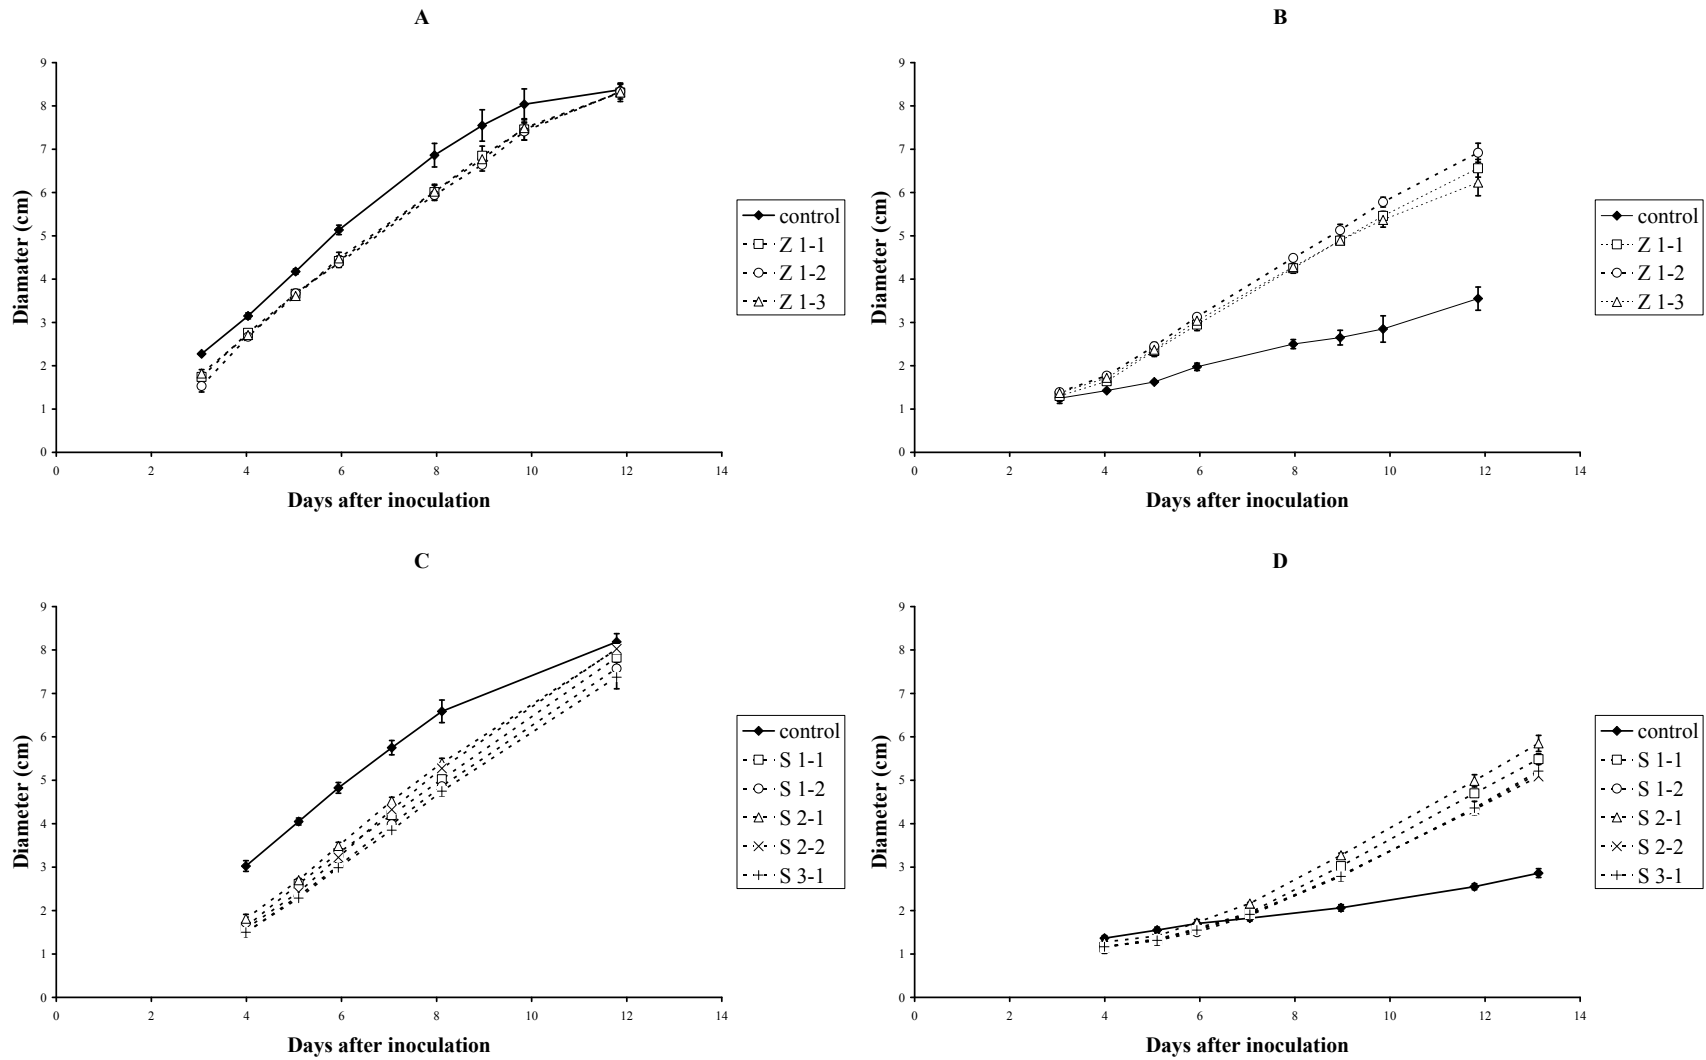 A
9
8
7
6
5
4
3
2
1
0
0 2 4 6 8 10 12 14
Diamater (cm)
Days after inoculation
control
Z 1-1
Z 1-2
Z 1-3
B
9
8
7
6
5
4
3
2
1
0
0 2 4 6 8 10 12 14
Diameter (cm)
Days after inoculation
control
Z 1-1
Z 1-2
Z 1-3
C
9
8
7
6
5
4
3
2
1
0
0 2 4 6 8 10 12 14
Diameter (cm)
Days after inoculation
control
S 1-1
S 1-2
S 2-1
S 2-2
S 3-1
D
9
8
7
6
5
4
3
2
1
0
0 2 4 6 8 10 12 14
Diameter (cm)
Days after inoculation
control
S 1-1
S 1-2
S 2-1
S 2-2
S 3-1